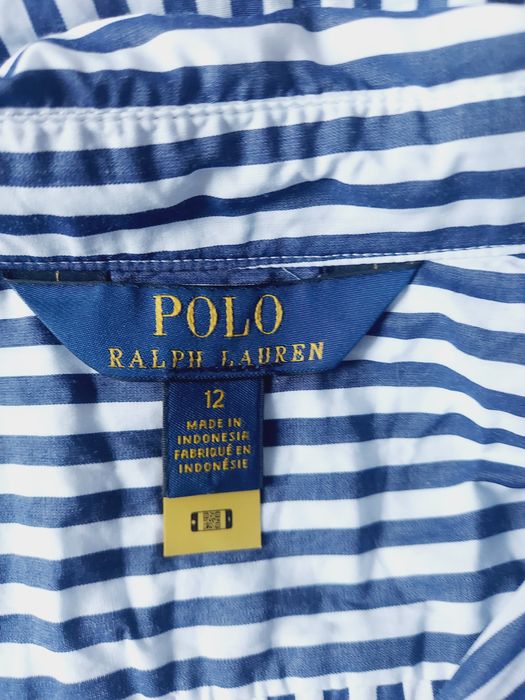 POLO
RALPH LAUREN
12
MADE IN
INDONESIA
FABRIQUÉ EN
INDONÉSIE